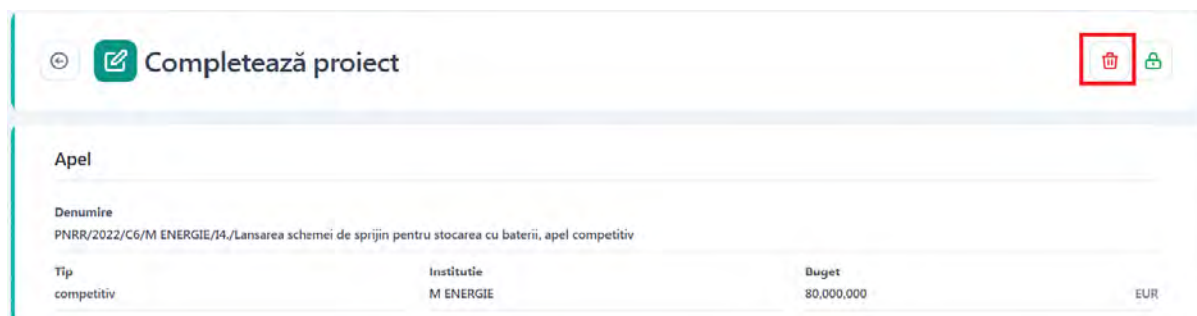 Completează proiect
Apel
Denumire
PNRR/2022/C6/M ENERGIE/I4./Lansarea schemei de sprijin pentru stocarea cu baterii, apel competitiv
Tip Institutie Buget
competitiv M ENERGIE 80,000,000 EUR